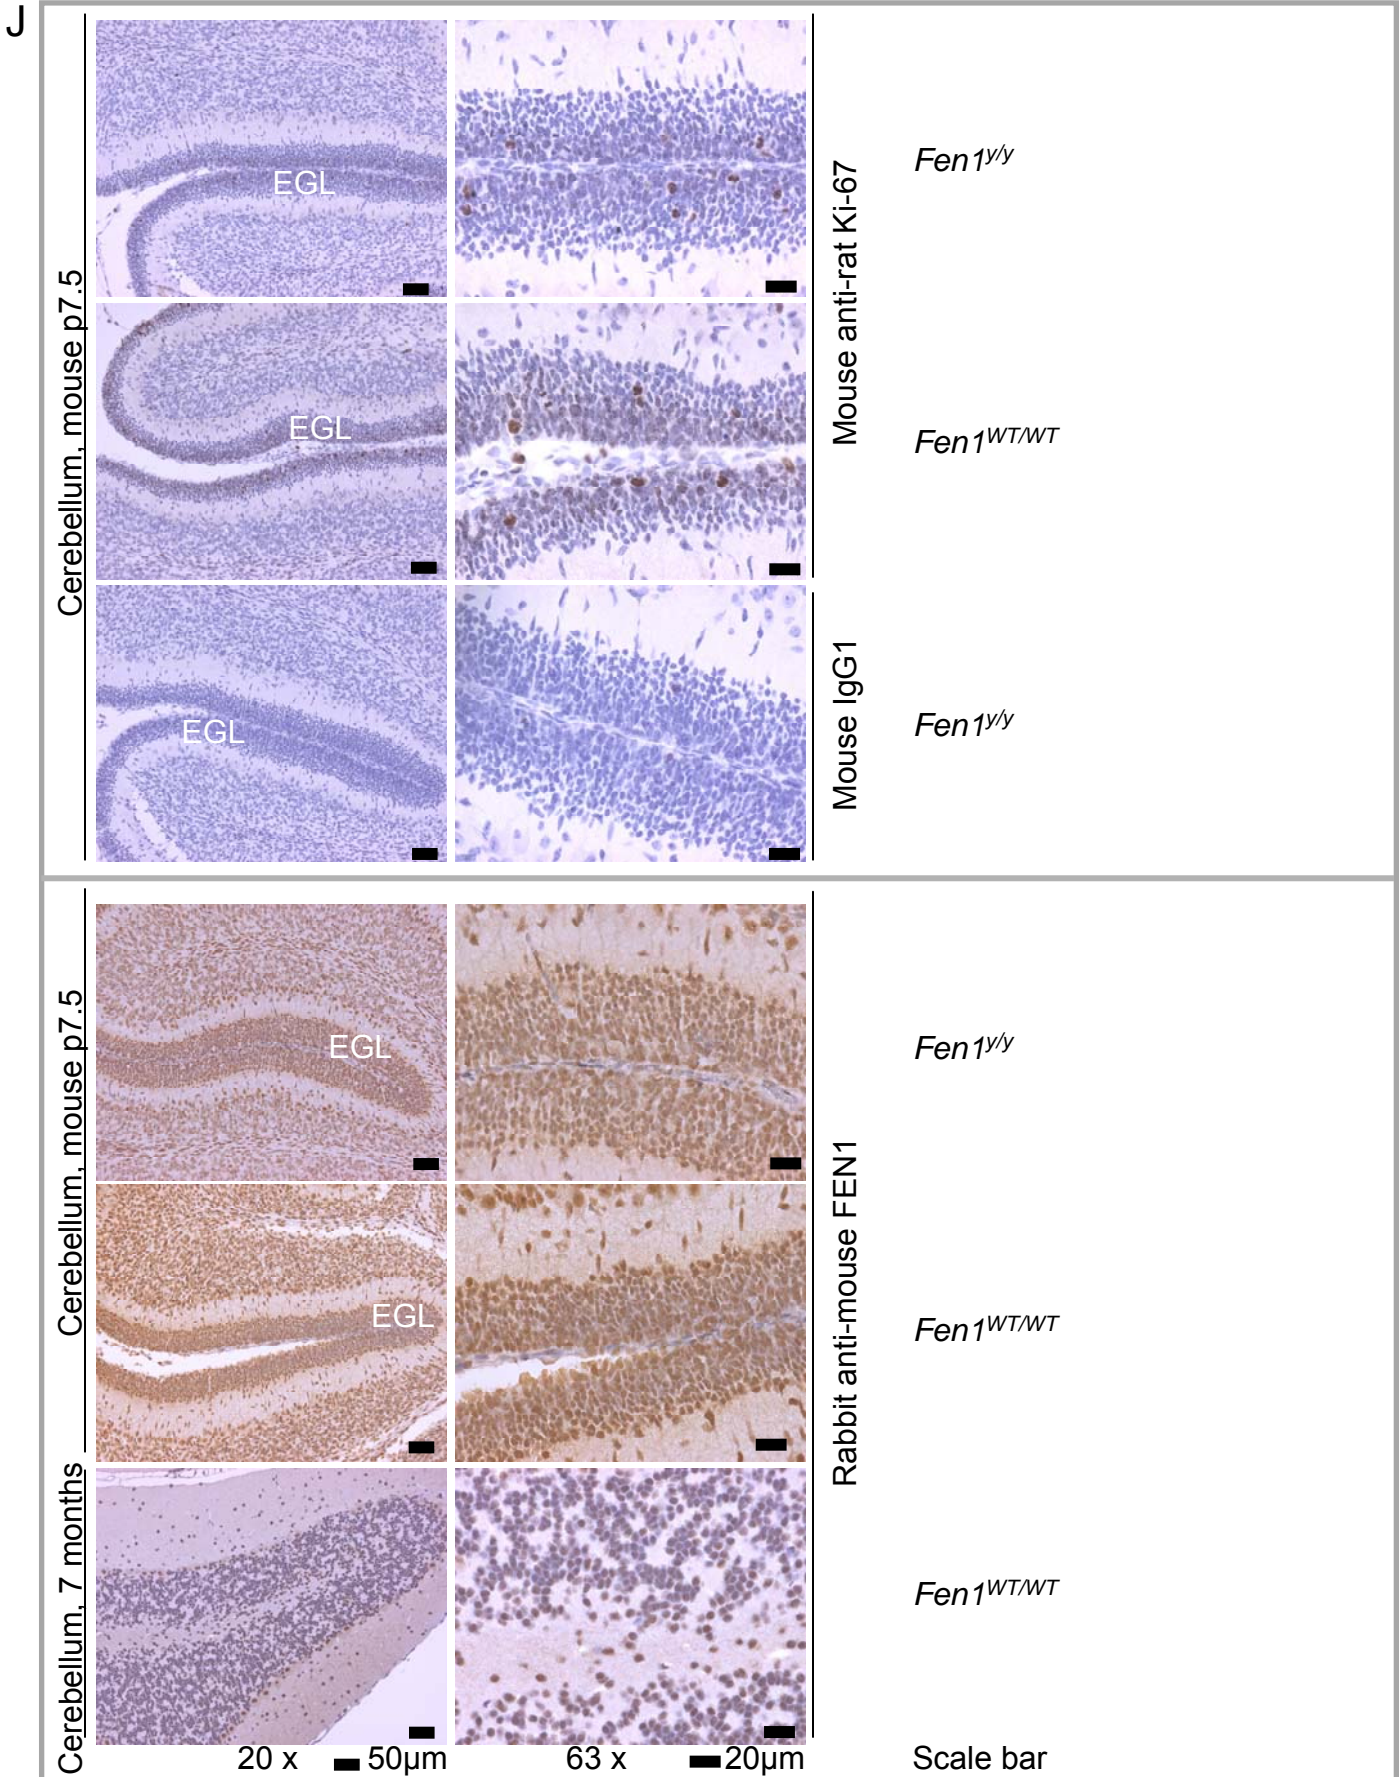 J
Cerebellum, mouse p7.5
EGL
Mouse anti-rat Ki-67
Fen1y/y
EGL
Fen1WT/WT
EGL
Mouse IgG1
Fen1y/y
Cerebellum, mouse p7.5
EGL
Rabbit anti-mouse FEN1
Fen1y/y
EGL
Fen1WT/WT
Cerebellum, 7 months
Fen1WT/WT
20 x 50μm 63 x 20μm Scale bar